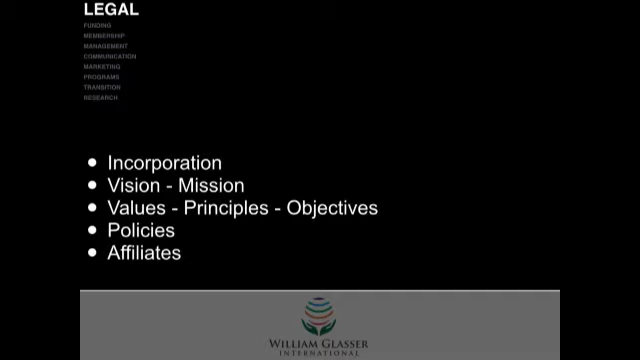 LEGAL
FUNDING
MEMBERSHIP
MANAGEMENT
COMMUNICATION
MARKETING
PROGRAMS
TRANSITION
RESEARCH
• Incorporation
• Vision - Mission
• Values - Principles - Objectives
• Policies
• Affiliates
WILLIAM GLASSER
INTERNATIONAL